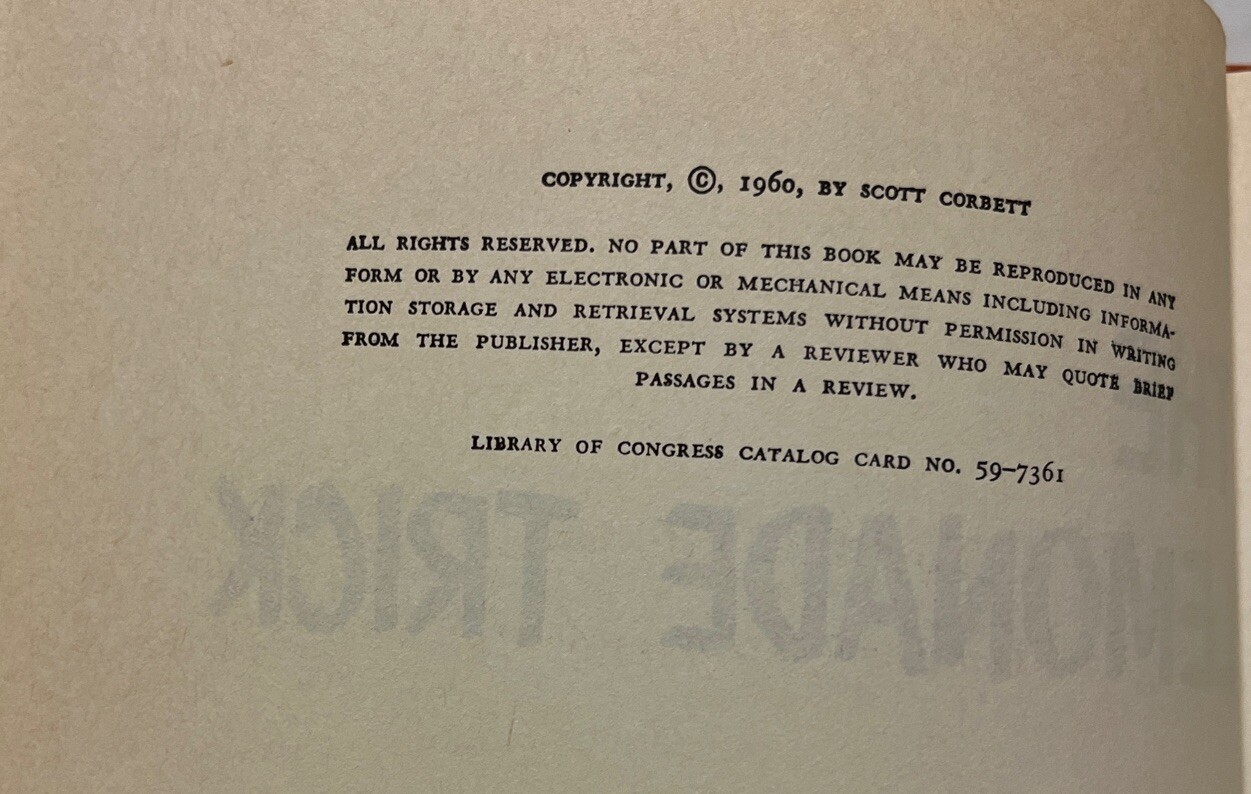 COPYRIGHT, ©, 1960, BY SCOTT CORBETT
ALL RIGHTS RESERVED. NO PART OF THIS BOOK MAY BE REPRODUCED IN ANY
FORM OR BY ANY ELECTRONIC OR MECHANICAL MEANS INCLUDING INFORMA-
TION STORAGE AND RETRIEVAL SYSTEMS WITHOUT PERMISSION IN WRITING
FROM THE PUBLISHER, EXCEPT BY A REVIEWER WHO MAY QUOTE BRIEF
PASSAGES IN A REVIEW.
LIBRARY OF CONGRESS CATALOG CARD NO. 59-7361
EMONADE TRICK